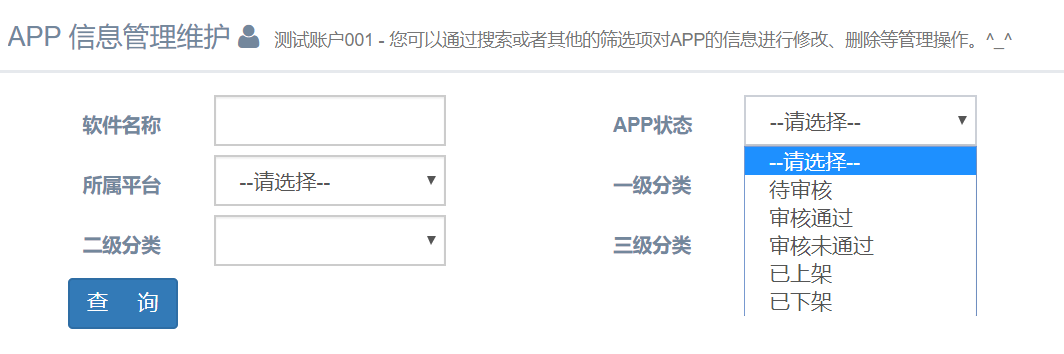 APP 信息管理维护 测试账户001 - 您可以通过搜索或者其他的筛选项对APP的信息进行修改、删除等管理操作。^_^
软件名称 APP状态 --请选择--
--请选择--
所属平台 --请选择-- 一级分类
待审核
审核通过
二级分类 三级分类 审核未通过
已上架
查 询 已下架